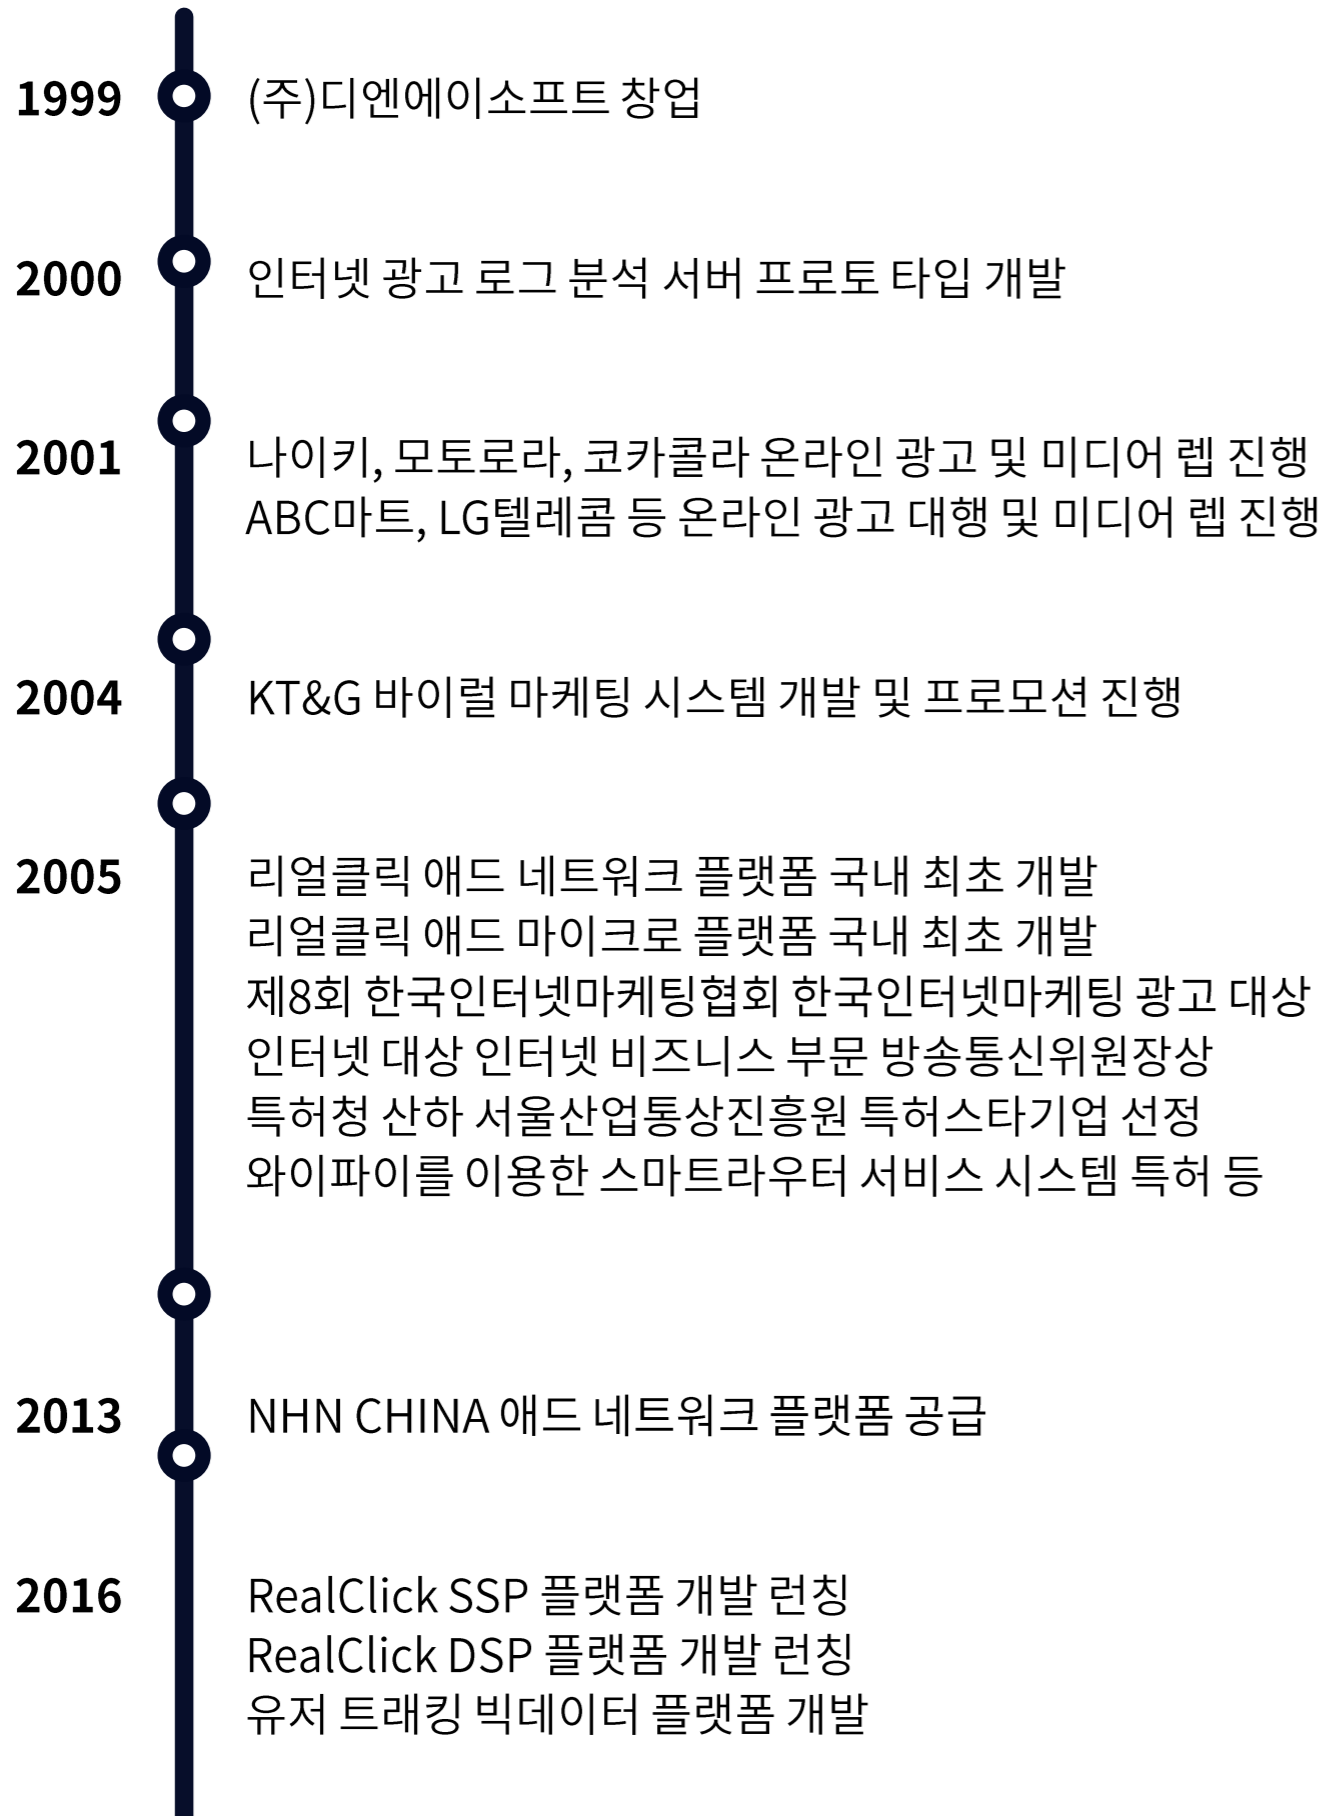 1999 (주)디엔에이소프트 창업
2000 인터넷 광고 로그 분석 서버 프로토 타입 개발
2001 나이키, 모토로라, 코카콜라 온라인 광고 및 미디어 렙 진행
ABC마트, LG텔레콤 등 온라인 광고 대행 및 미디어 렙 진행
2004 KT&G 바이럴 마케팅 시스템 개발 및 프로모션 진행
2005 리얼클릭 애드 네트워크 플랫폼 국내 최초 개발
리얼클릭 애드 마이크로 플랫폼 국내 최초 개발
제8회 한국인터넷마케팅협회 한국인터넷마케팅 광고 대상
인터넷 대상 인터넷 비즈니스 부문 방송통신위원장상
특허청 산하 서울산업통상진흥원 특허스타기업 선정
와이파이를 이용한 스마트라우터 서비스 시스템 특허 등
2013 NHN CHINA 애드 네트워크 플랫폼 공급
2016 RealClick SSP 플랫폼 개발 런칭
RealClick DSP 플랫폼 개발 런칭
유저 트래킹 빅데이터 플랫폼 개발